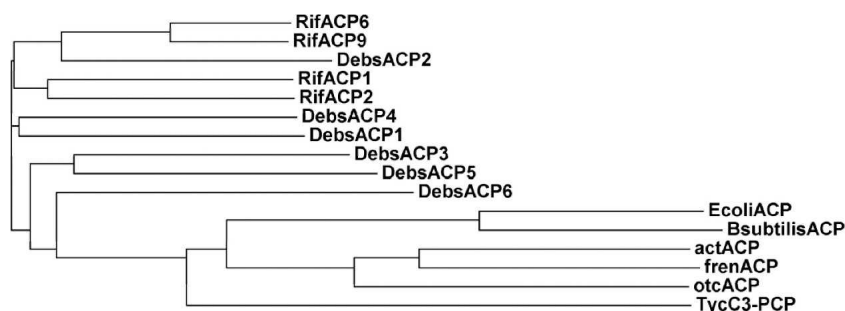 RifACP6
RifACP9
DebsACP2
RifACP1
RifACP2
DebsACP4
DebsACP1
DebsACP3
DebsACP5
DebsACP6
EcoliACP
BsubtilisACP
actACP
frenACP
otcACP
TycC3-PCP